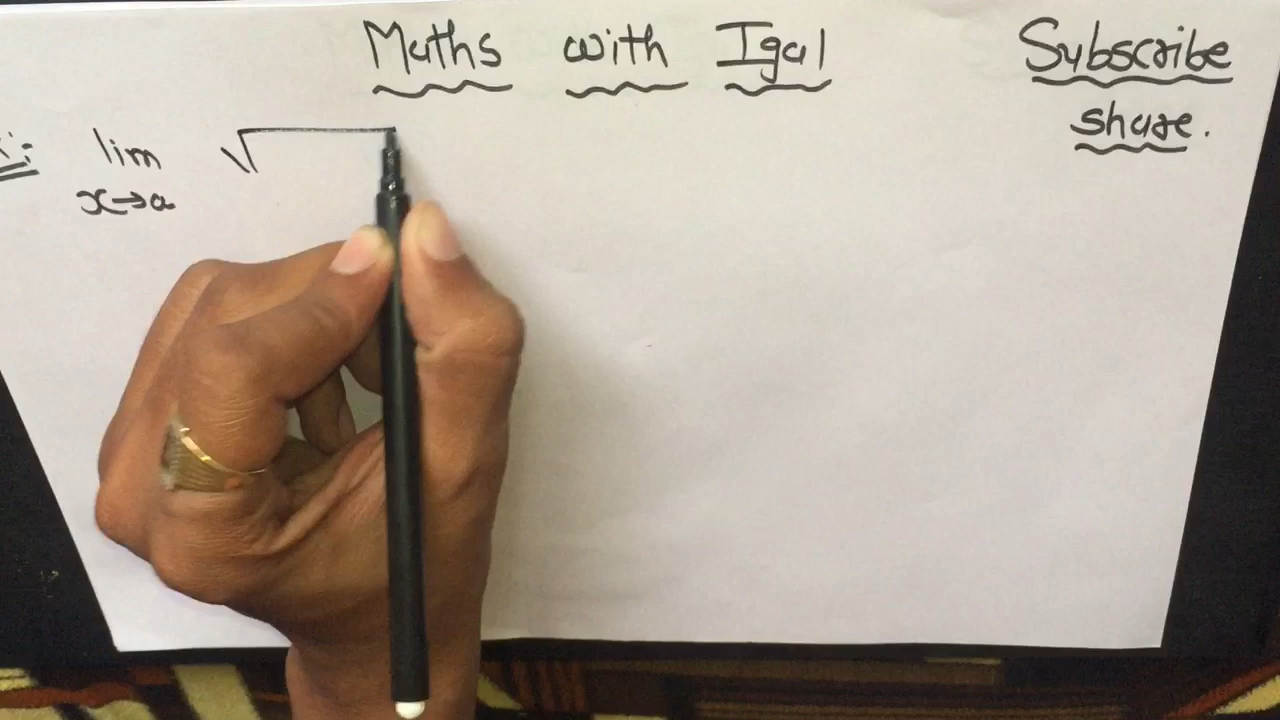 Maths with Igal
Subscribe
share.
lim √
x→a